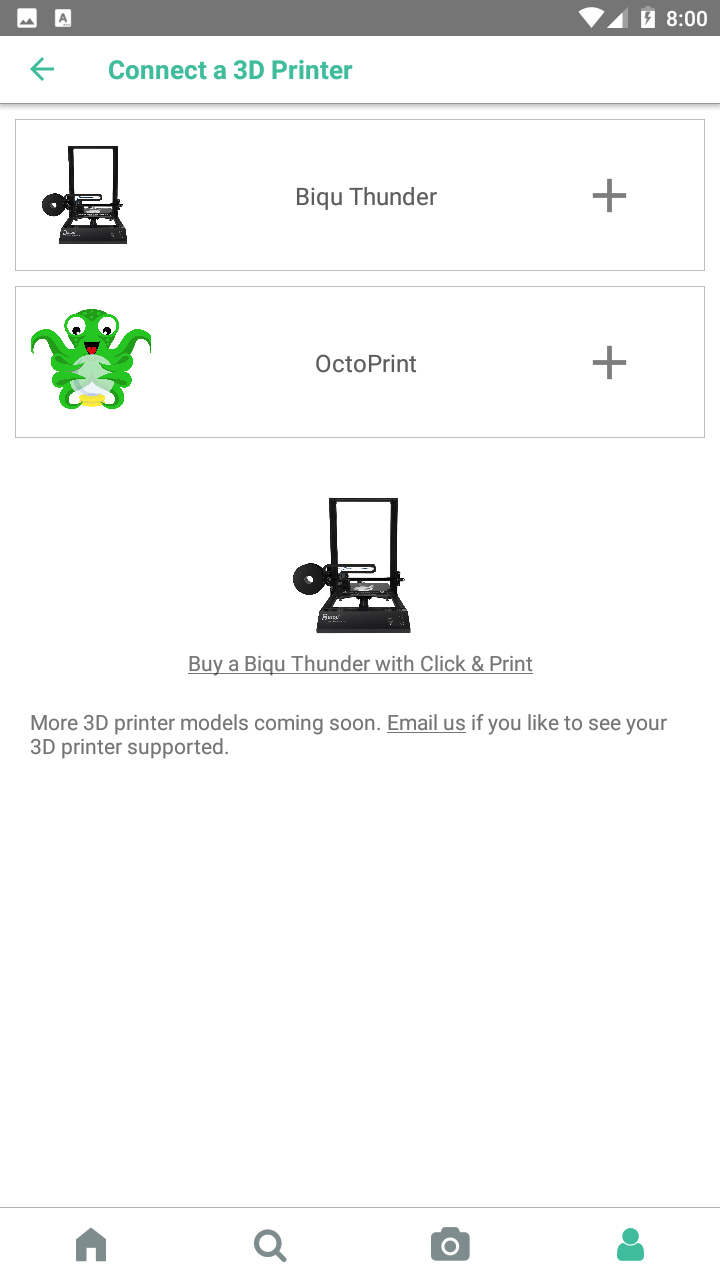 8:00
Connect a 3D Printer
Biqu Thunder
OctoPrint
Buy a Biqu Thunder with Click & Print
More 3D printer models coming soon. Email us if you like to see your
3D printer supported.